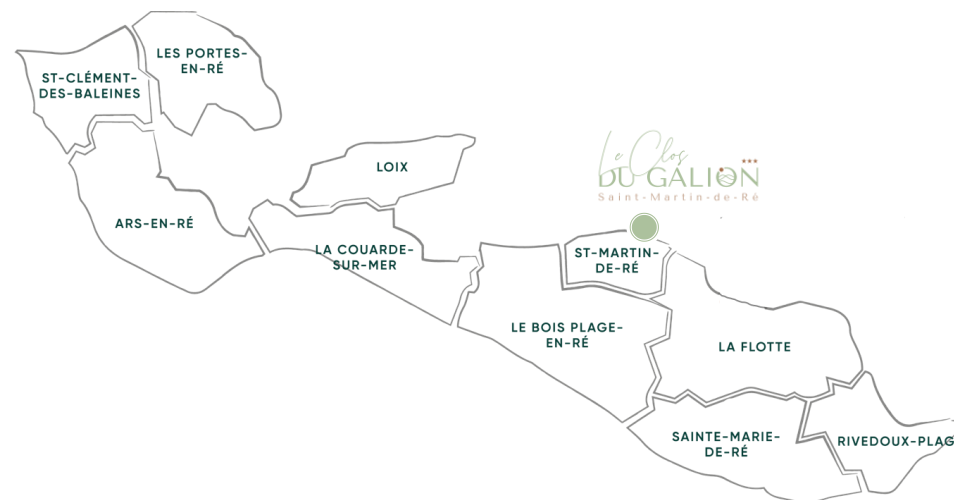 LES PORTES-
EN-RÉ
ST-CLÉMENT-
DES-BALEINES
LOIX
Le Clos
DU GALION
Saint-Martin-de-Ré
ARS-EN-RÉ
LA COUARDE-
SUR-MER
ST-MARTIN-
DE-RÉ
LE BOIS PLAGE-
EN-RÉ
LA FLOTTE
SAINTE-MARIE-
DE-RÉ
RIVEDOUX-PLAG